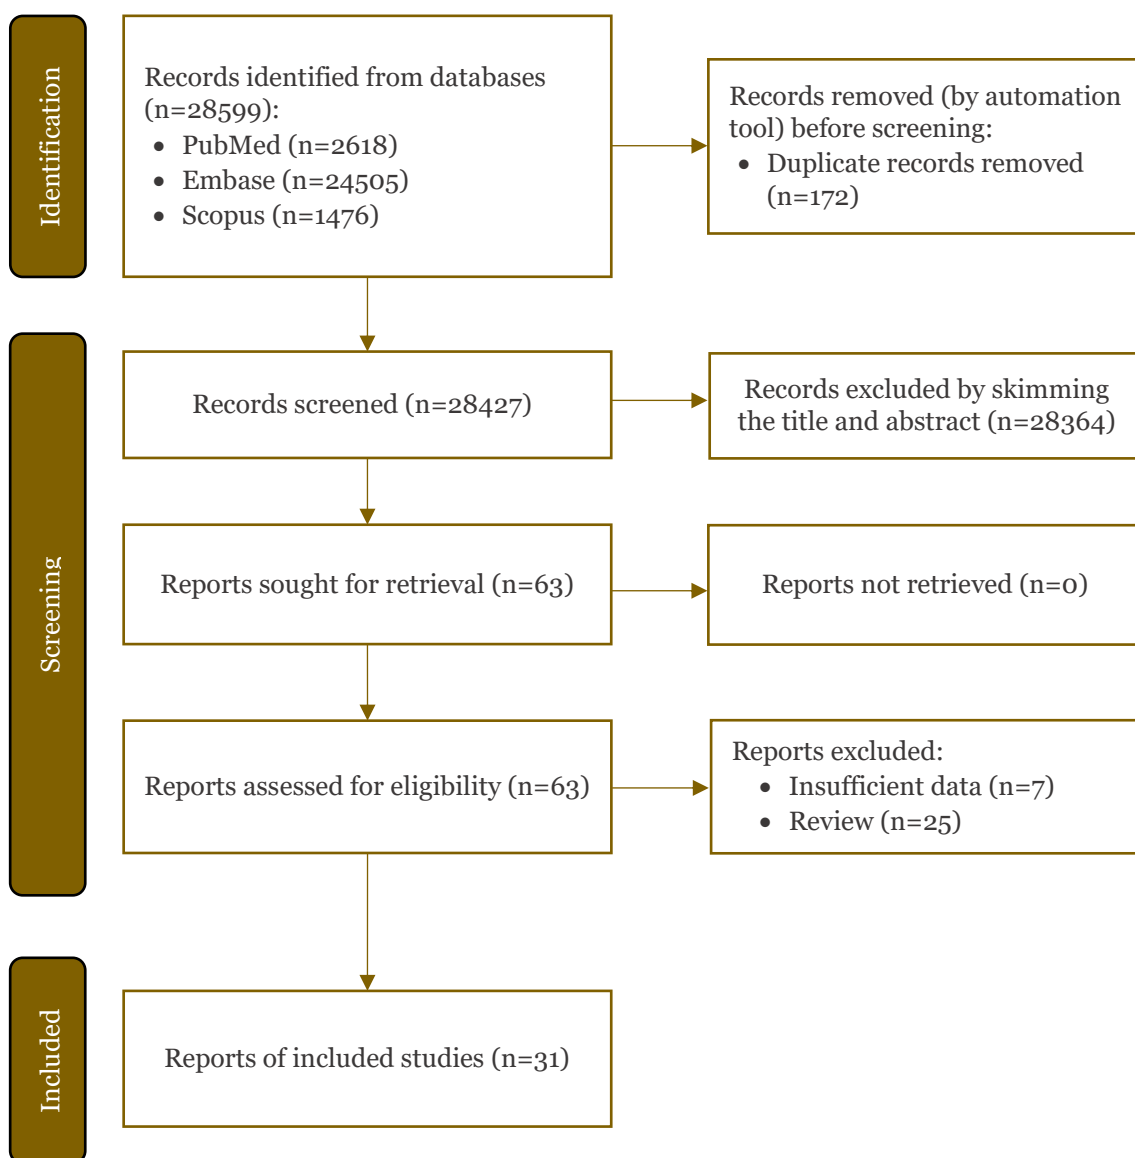 Identification
Records identified from databases
(n=28599):
• PubMed (n=2618)
• Embase (n=24505)
• Scopus (n=1476)
Records removed (by automation
tool) before screening:
• Duplicate records removed
(n=172)
Screening
Records screened (n=28427)
Records excluded by skimming
the title and abstract (n=28364)
Reports sought for retrieval (n=63)
Reports not retrieved (n=0)
Reports assessed for eligibility (n=63)
Reports excluded:
• Insufficient data (n=7)
• Review (n=25)
Included
Reports of included studies (n=31)